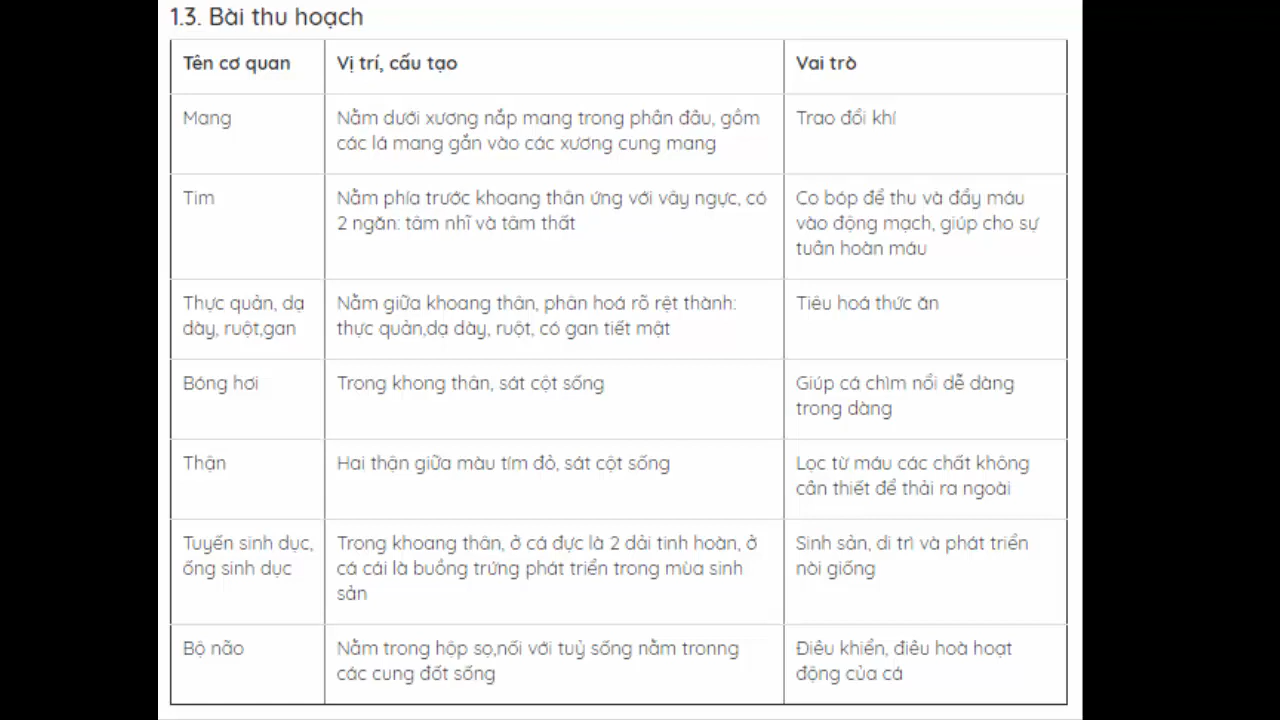 1.3. Bài thu hoạch
Tên cơ quan
Vị trí, cấu tạo
Vai trò
Mang
Nằm dưới xương nắp mang trong phần đầu, gồm
các lá mang gắn vào các xương cung mang
Trao đổi khí
Tim
Nằm phía trước khoang thân ứng với vây ngực, có
2 ngăn: tâm nhĩ và tâm thất
Co bóp để thu và đẩy máu
vào động mạch, giúp cho sự
tuần hoàn máu
Thực quản, dạ
dày, ruột,gan
Nằm giữa khoang thân, phân hoá rõ rệt thành:
thực quản,dạ dày, ruột, có gan tiết mật
Tiêu hoá thức ăn
Bóng hơi
Trong khong thân, sát cột sống
Giúp cá chìm nổi dễ dàng
trong dàng
Thận
Hai thận giữa màu tím đỏ, sát cột sống
Lọc từ máu các chất không
cần thiết để thải ra ngoài
Tuyến sinh dục,
ống sinh dục
Trong khoang thân, ở cá đực là 2 dải tinh hoàn, ở
cá cái là buồng trứng phát triển trong mùa sinh
sản
Sinh sản, di trì và phát triển
nòi giống
Bộ não
Nằm trong hộp sọ,nối với tuỷ sống nằm tronng
các cung đốt sống
Điều khiển, điều hoà hoạt
động của cá